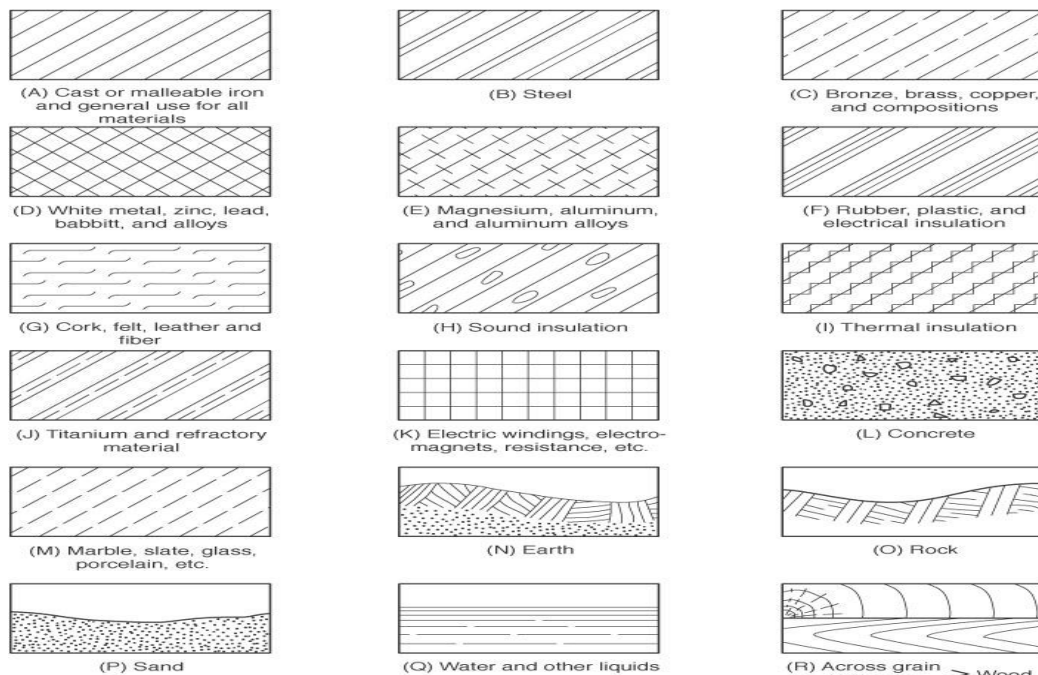 (A) Cast or malleable iron
and general use for all
materials
(B) Steel
(C) Bronze, brass, copper,
and compositions
(D) White metal, zinc, lead,
babbitt, and alloys
(E) Magnesium, aluminum,
and aluminum alloys
(F) Rubber, plastic, and
electrical insulation
(G) Cork, felt, leather and
fiber
(H) Sound insulation
(I) Thermal insulation
(J) Titanium and refractory
material
(K) Electric windings, electro-
magnets, resistance, etc.
(L) Concrete
(M) Marble, slate, glass,
porcelain, etc.
(N) Earth
(O) Rock
(P) Sand
(Q) Water and other liquids
(R) Across grain
Wood